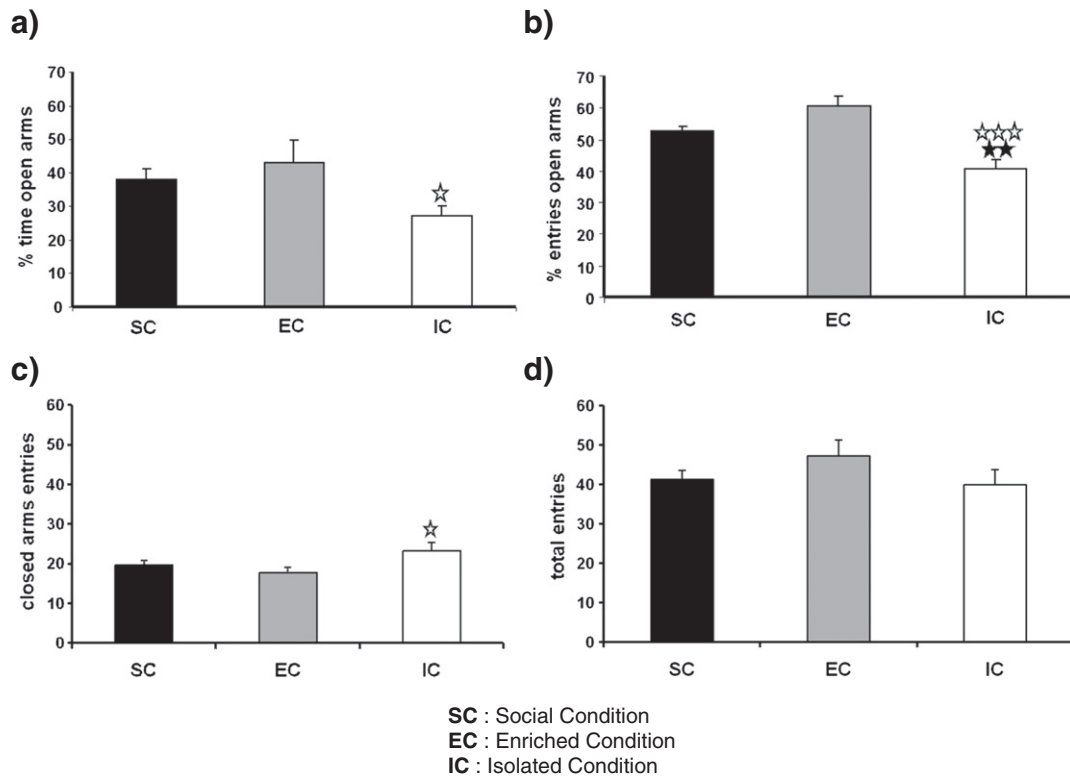 a)
% time open arms
70
60
50
40
30
20
10
0
SC EC IC
b)
% entries open arms
70
60
50
40
30
20
10
0
SC EC IC
c)
closed arms entries
60
50
40
30
20
10
0
SC EC IC
d)
total entries
60
50
40
30
20
10
0
SC EC IC
SC : Social Condition
EC : Enriched Condition
IC : Isolated Condition